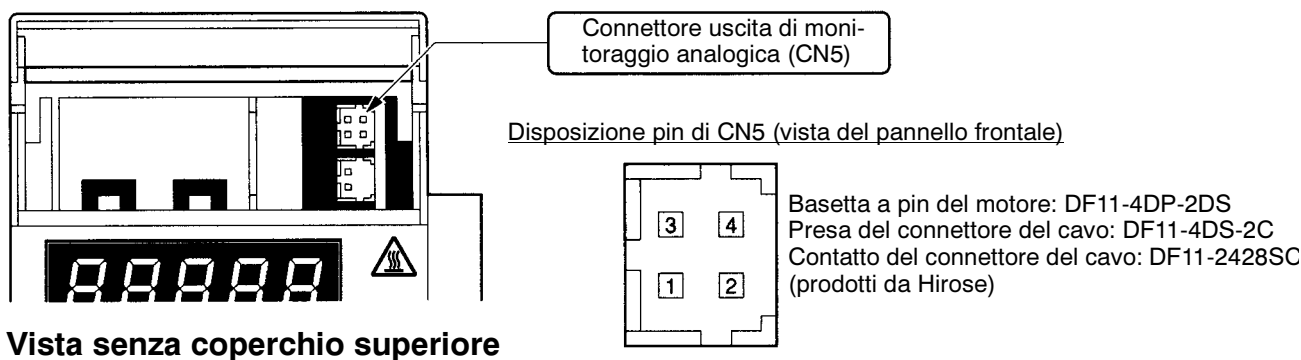 Connettore uscita di moni-
toraggio analogica (CN5)
Disposizione pin di CN5 (vista del pannello frontale)
3 4
1 2
Basetta a pin del motore: DF11-4DP-2DS
Presa del connettore del cavo: DF11-4DS-2C
Contatto del connettore del cavo: DF11-2428SC
(prodotti da Hirose)
88888
Vista senza coperchio superiore